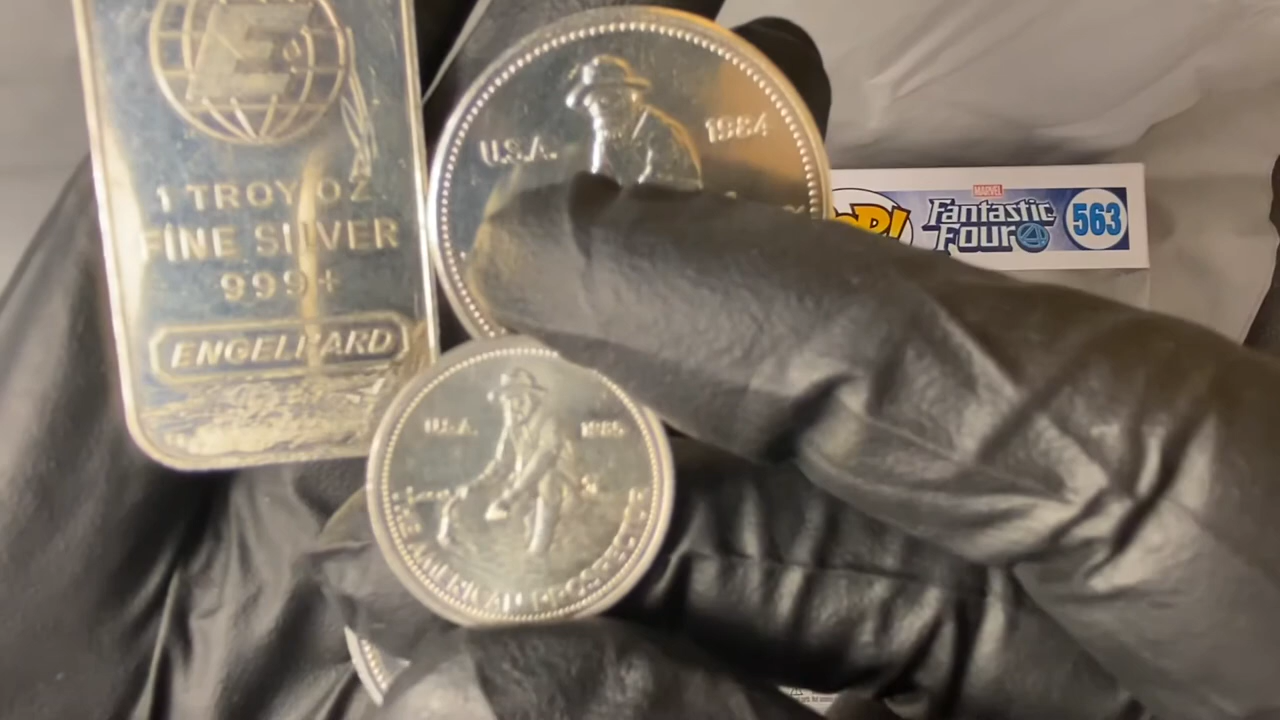 E
1 TROY OZ
FINE SILVER
999+
ENGELHARD
U.S.A. 1984
U.S.A. 1985
THE AMERICAN PROSPECTOR
POP!
MARVEL
Fantastic
Four
563